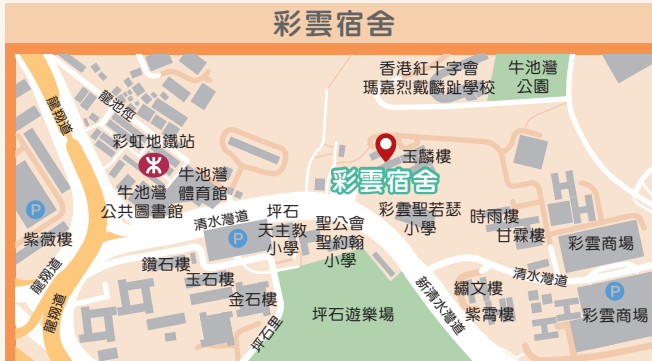 彩雲宿舍
香港紅十字會
瑪嘉烈戴麟趾學校
牛池灣
公園
龍翔道
龍池徑
彩虹地鐵站
牛池灣
體育館
牛池灣
公共圖書館
玉麟樓
彩雲宿舍
清水灣道
坪石
天主教
小學
聖公會
聖約翰
小學
彩雲聖若瑟
小學
時雨樓
甘霖樓
彩雲商場
P
紫薇樓
P
龍翔道
龍翔道
鑽石樓
玉石樓
金石樓
坪石里
坪石遊樂場
新清水灣道
繡文樓
紫霄樓
清水灣道
P
彩雲商場